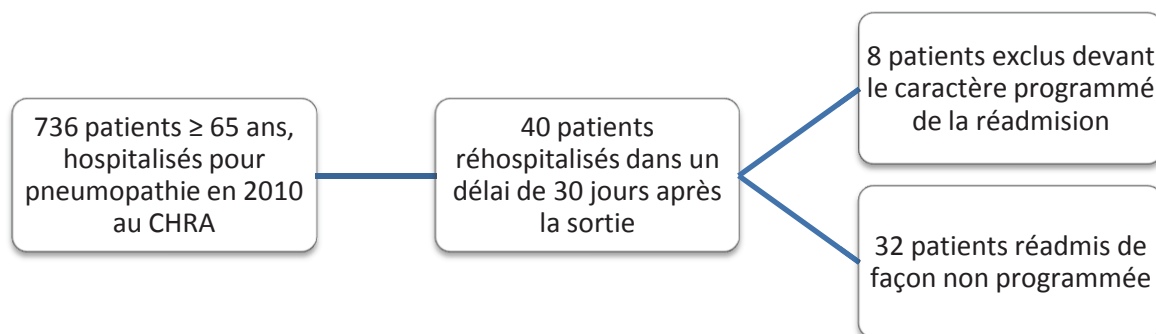 736 patients ≥ 65 ans,
hospitalisés pour
pneumopathie en 2010
au CHRA
40 patients
réhospitalisés dans un
délai de 30 jours après
la sortie
8 patients exclus devant
le caractère programmé
de la réadmision
32 patients réadmis de
façon non programmée